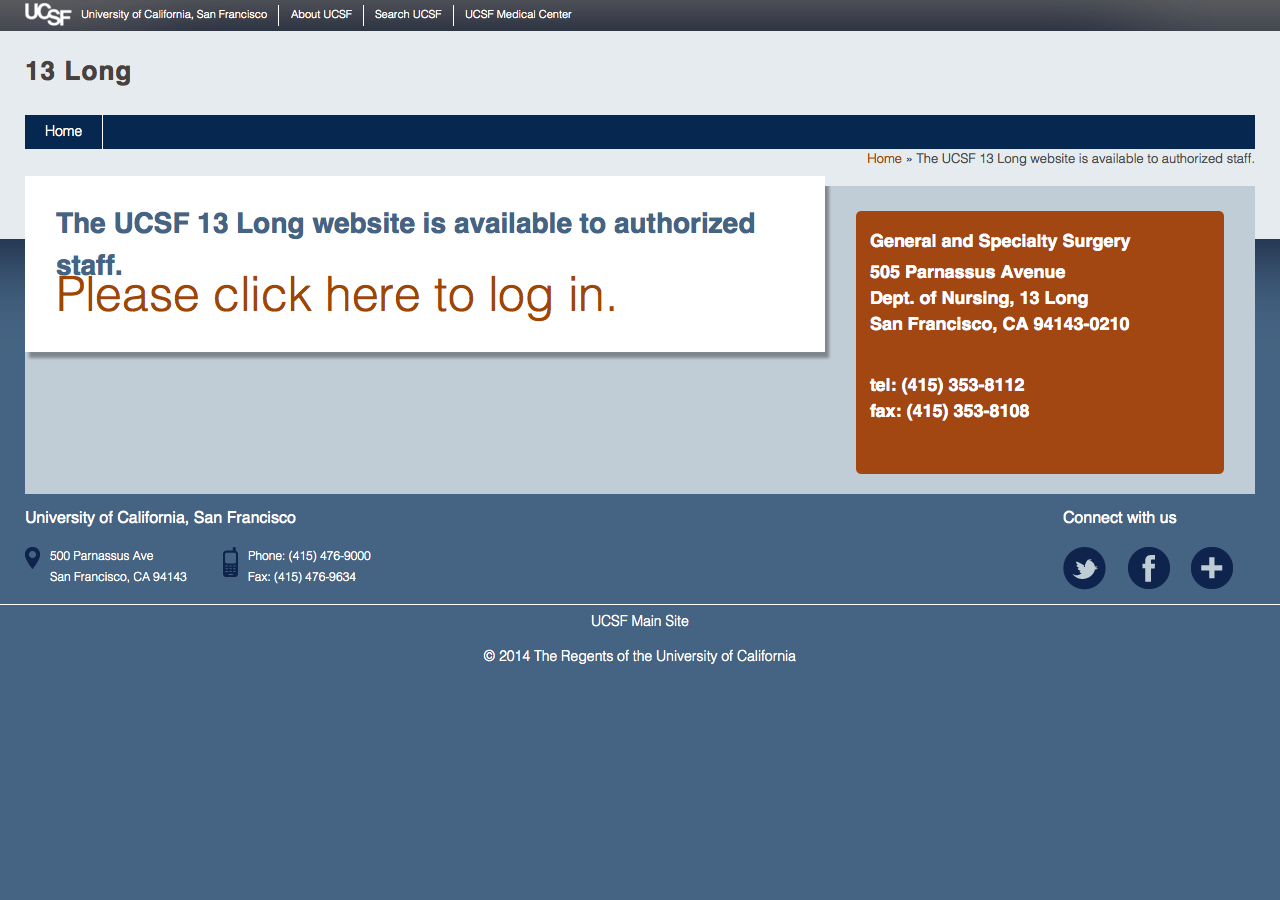 UCSF University of California, San Francisco About UCSF Search UCSF UCSF Medical Center
13 Long
Home
Home » The UCSF 13 Long website is available to authorized staff.
The UCSF 13 Long website is available to authorized
staff.
Please click here to log in.
General and Specialty Surgery
505 Parnassus Avenue
Dept. of Nursing, 13 Long
San Francisco, CA 94143-0210
tel: (415) 353-8112
fax: (415) 353-8108
University of California, San Francisco
500 Parnassus Ave
San Francisco, CA 94143
Phone: (415) 476-9000
Fax: (415) 476-9634
Connect with us
UCSF Main Site
© 2014 The Regents of the University of California